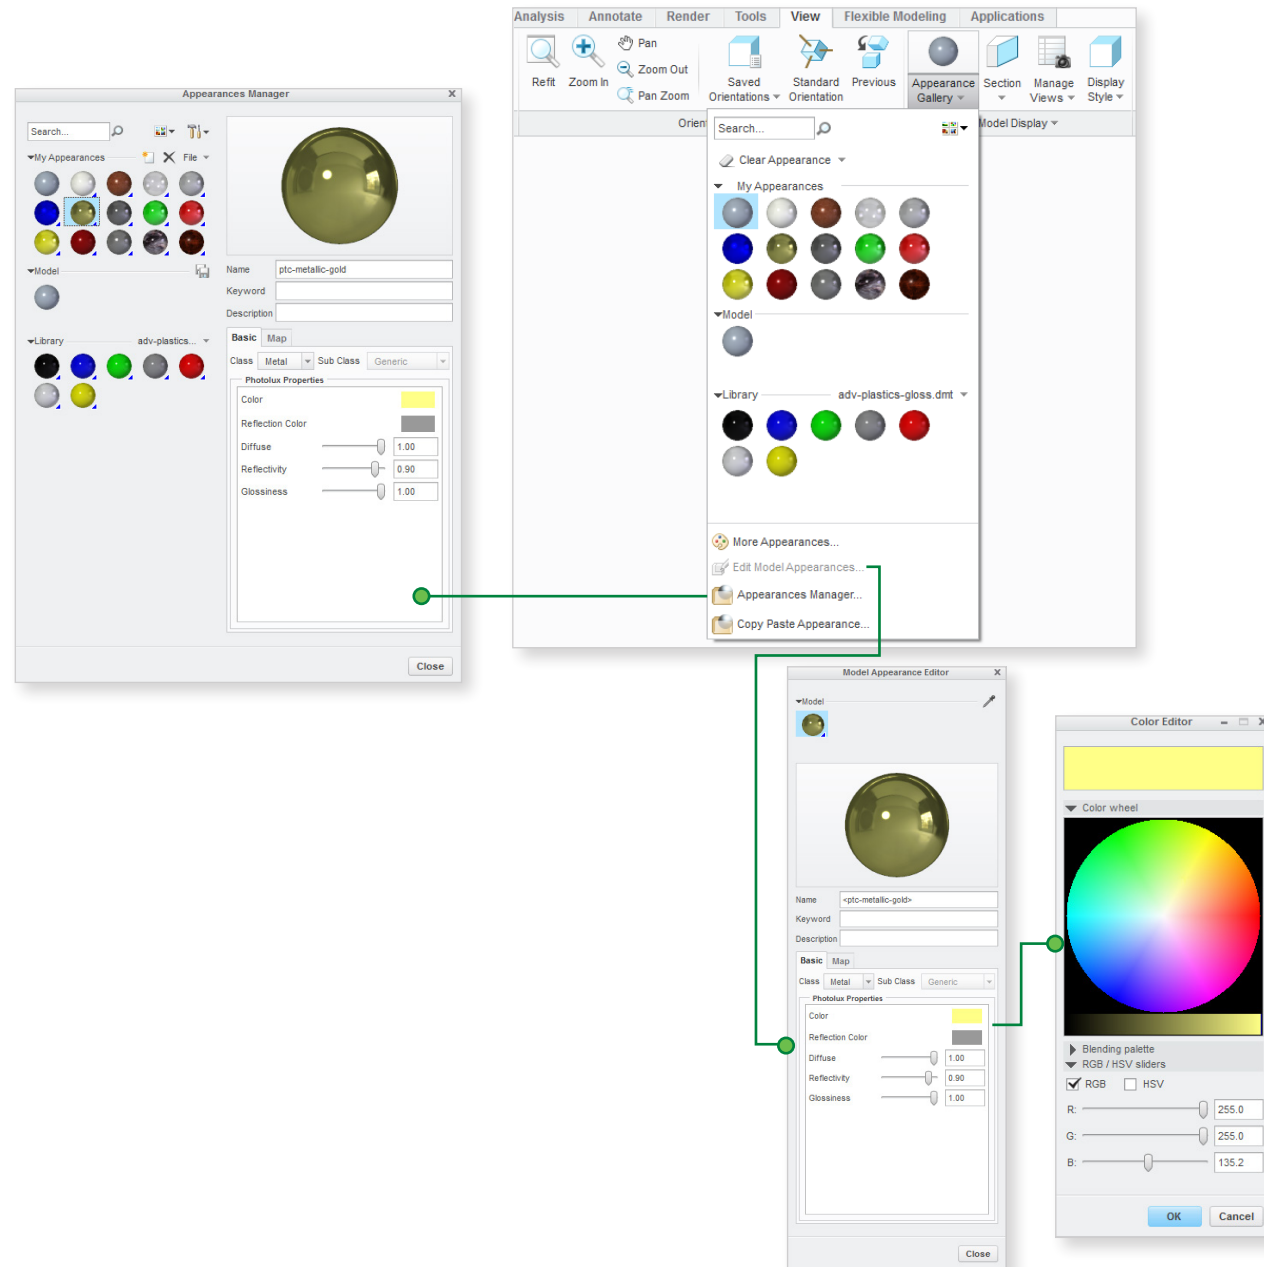 Analysis Annotate Render Tools View Flexible Modeling Applications
Refit
Zoom In
Pan
Zoom Out
Pan Zoom
Saved Orientations
Standard Orientation
Previous
Appearance Gallery
Section
Manage Views
Display Style
Orien
Model Display
Search...
Clear Appearance
My Appearances
Model
Library adv-plastics-gloss.dmt
More Appearances...
Edit Model Appearances...
Appearances Manager...
Copy Paste Appearance...
Appearances Manager x
Search...
My Appearances File
Model
Library adv-plastics...
Name ptc-metallic-gold
Keyword
Description
Basic Map
Class Metal Sub Class Generic
Photolux Properties
Color
Reflection Color
Diffuse 1.00
Reflectivity 0.90
Glossiness 1.00
Close
Model Appearance Editor x
Model
Name <ptc-metallic-gold>
Keyword
Description
Basic Map
Class Metal Sub Class Generic
Photolux Properties
Color
Reflection Color
Diffuse 1.00
Reflectivity 0.90
Glossiness 1.00
Close
Color Editor
Color wheel
Blending palette
RGB / HSV sliders
RGB HSV
R: 255.0
G: 255.0
B: 135.2
OK Cancel